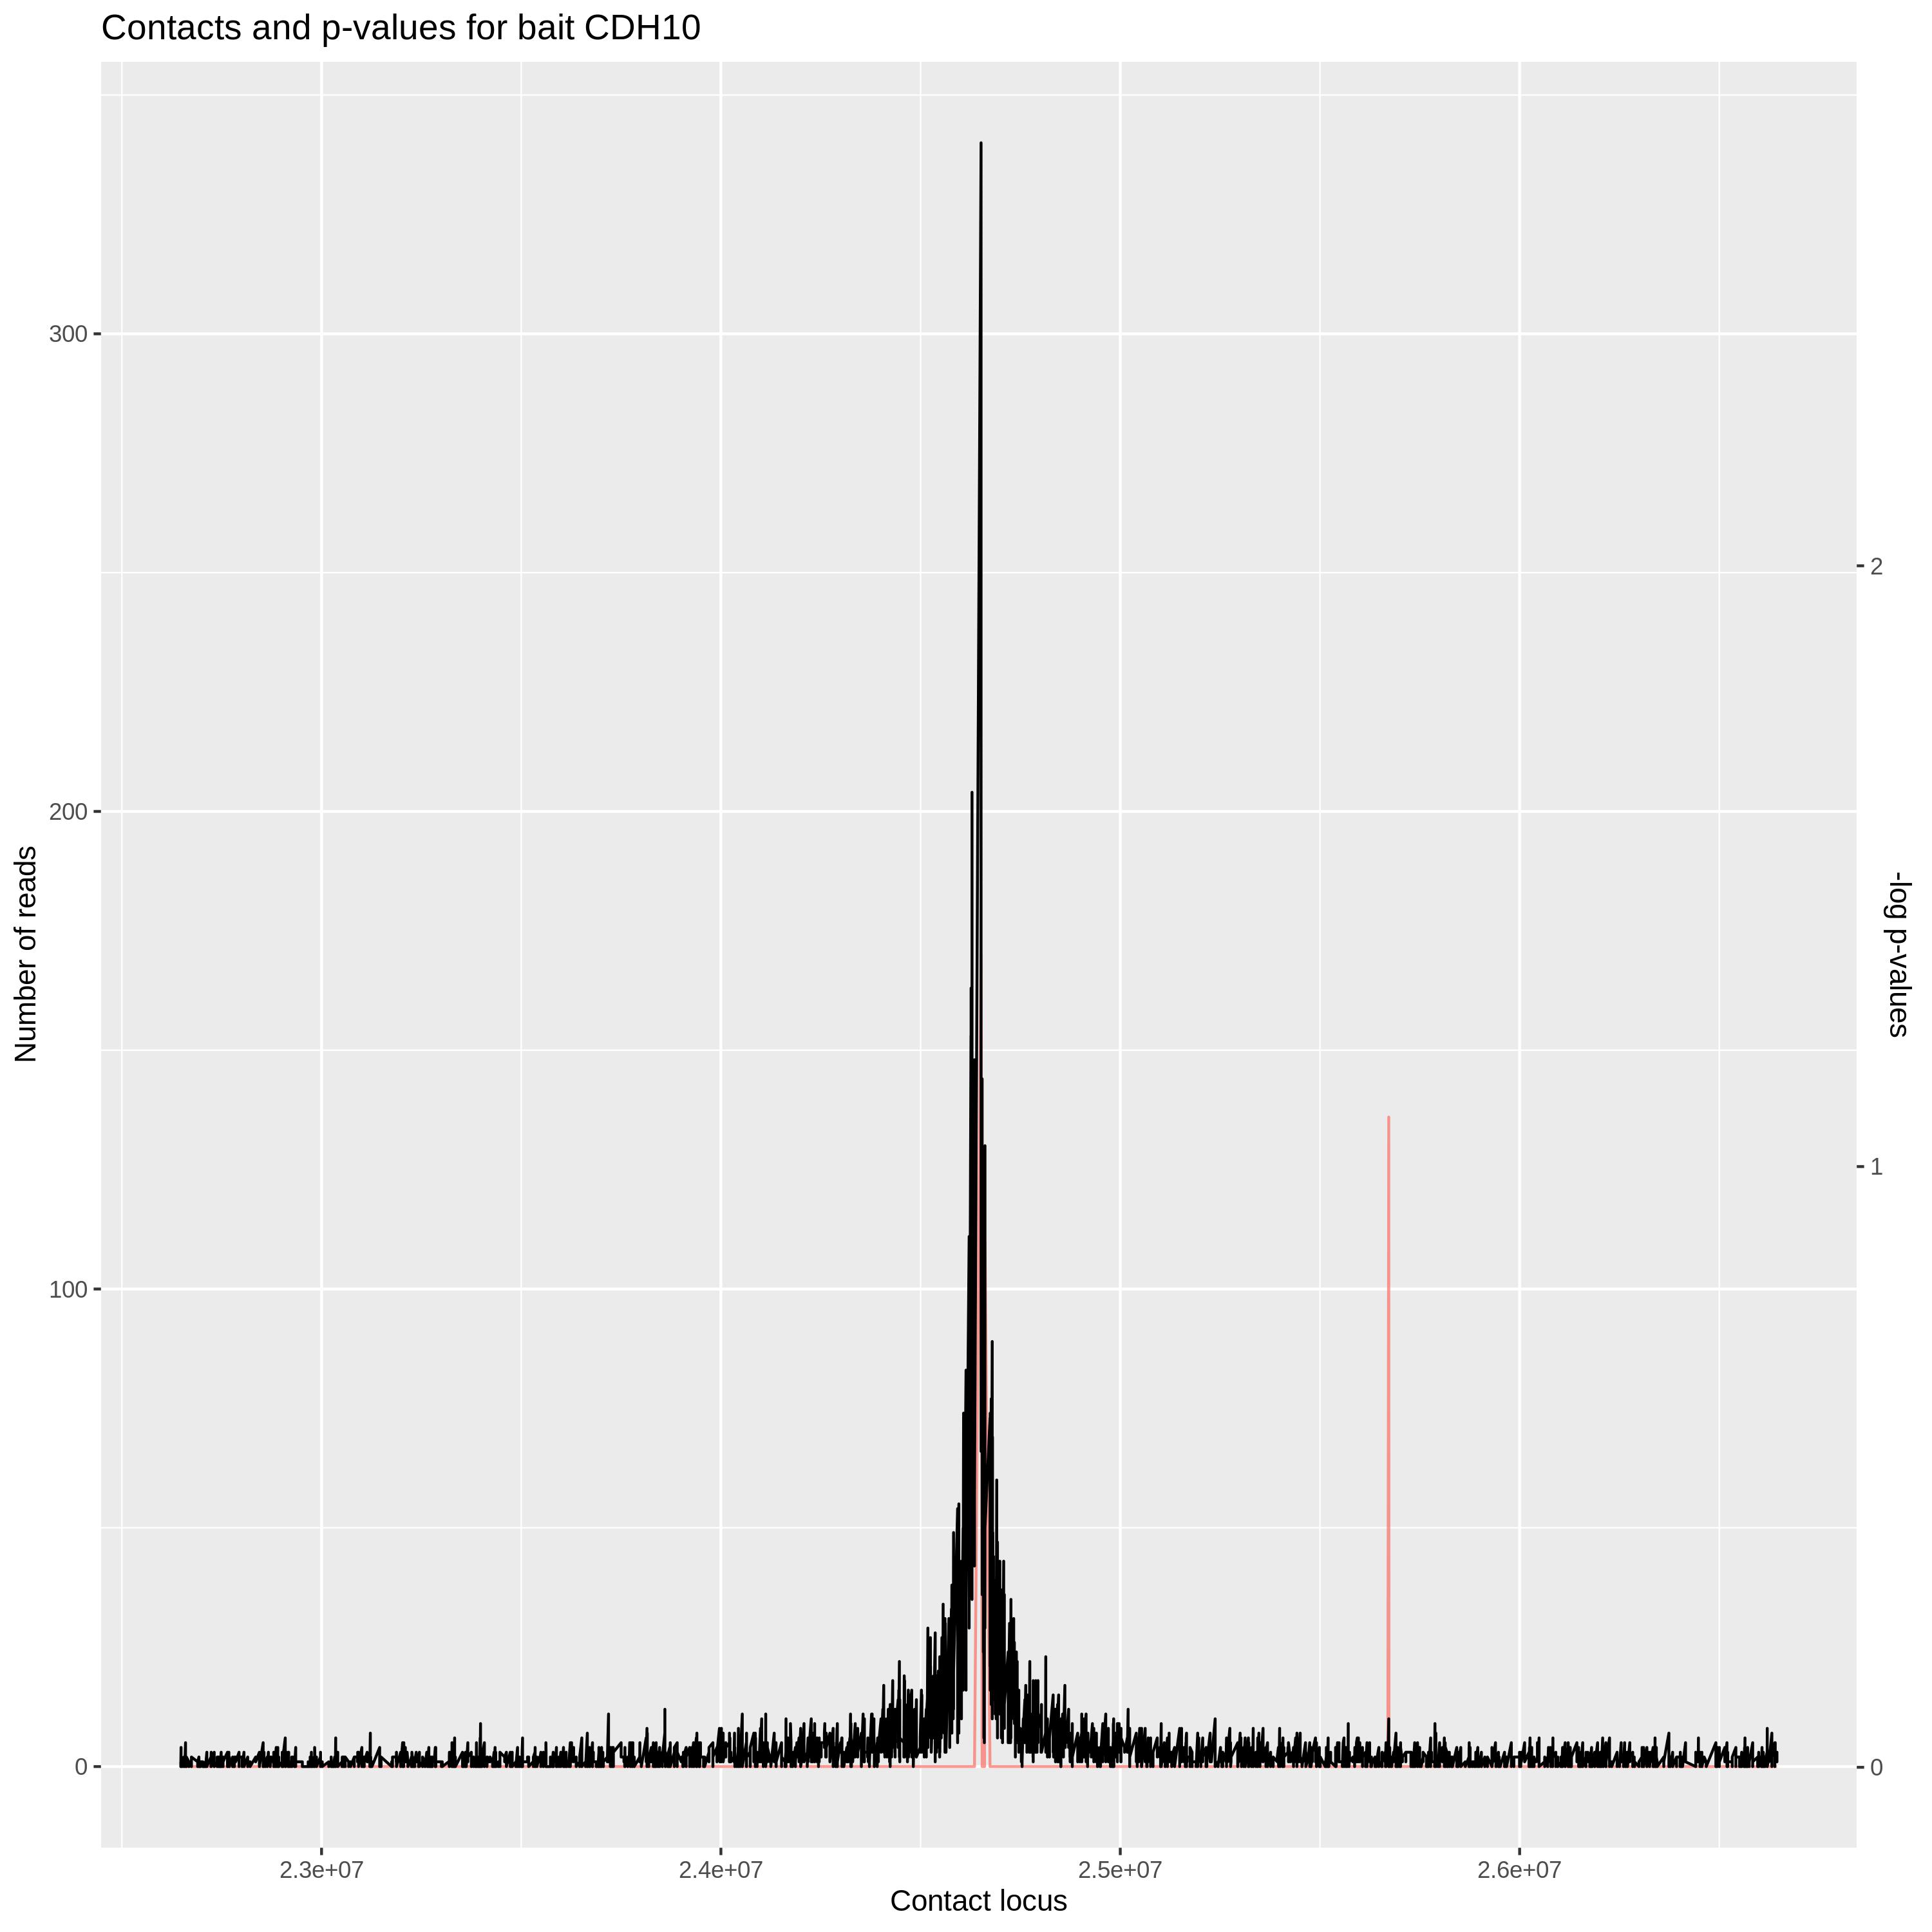 Contacts and p-values for bait CDH10
300
200
100
0
Number of reads
2
1
0
-log p-values
2.3e+07
2.4e+07
2.5e+07
2.6e+07
Contact locus